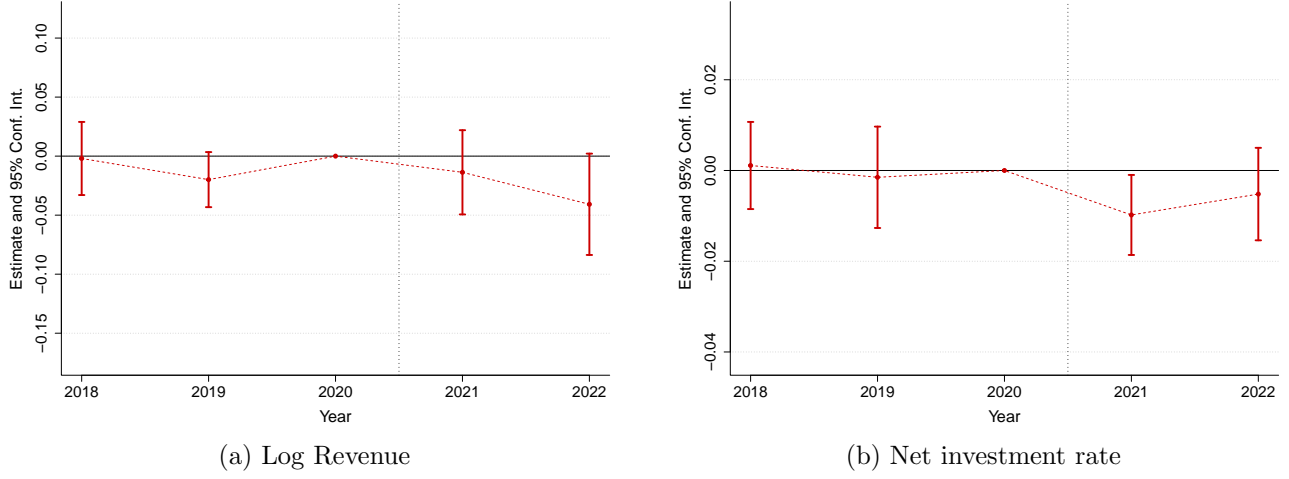 Estimate and 95% Conf. Int.
0.10
0.05
0.00
−0.05
−0.10
−0.15
2018 2019 2020 2021 2022
Year
(a) Log Revenue
Estimate and 95% Conf. Int.
0.02
0.00
−0.02
−0.04
2018 2019 2020 2021 2022
Year
(b) Net investment rate